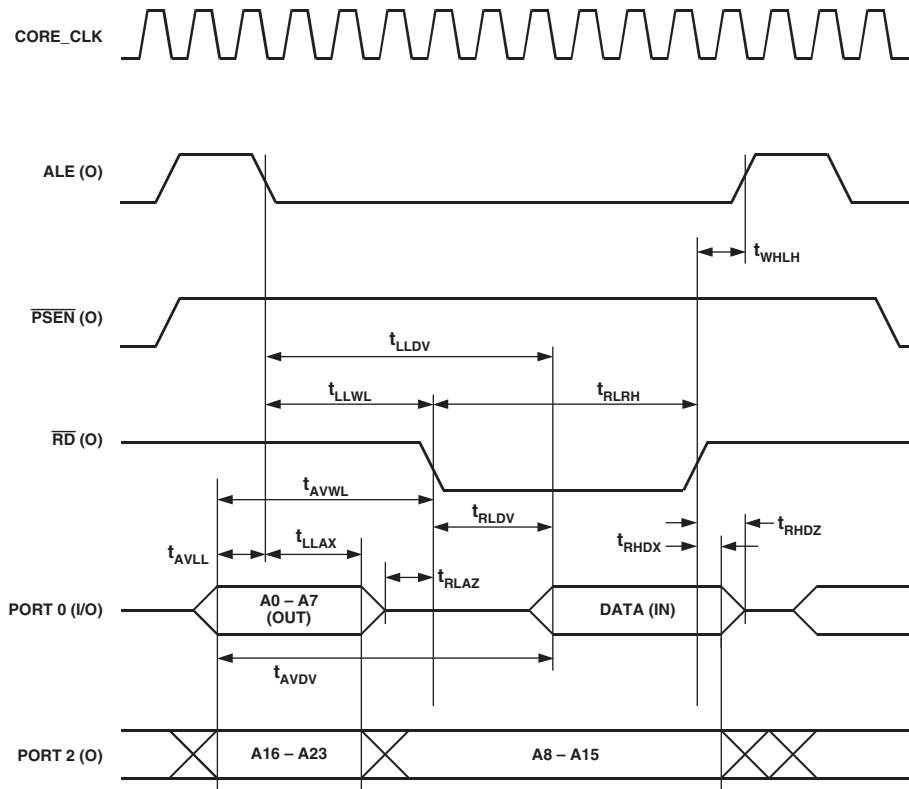 CORE_CLK
ALE (O)
tWHLH
PSEN (O)
tLLDV
tLLWL
tRLRH
RD (O)
tAVWL
tRLDV
tRHDZ
tAVLL
tLLAX
tRHDX
tRLAZ
PORT 0 (I/O)
A0 – A7
(OUT)
DATA (IN)
tAVDV
PORT 2 (O)
A16 – A23
A8 – A15